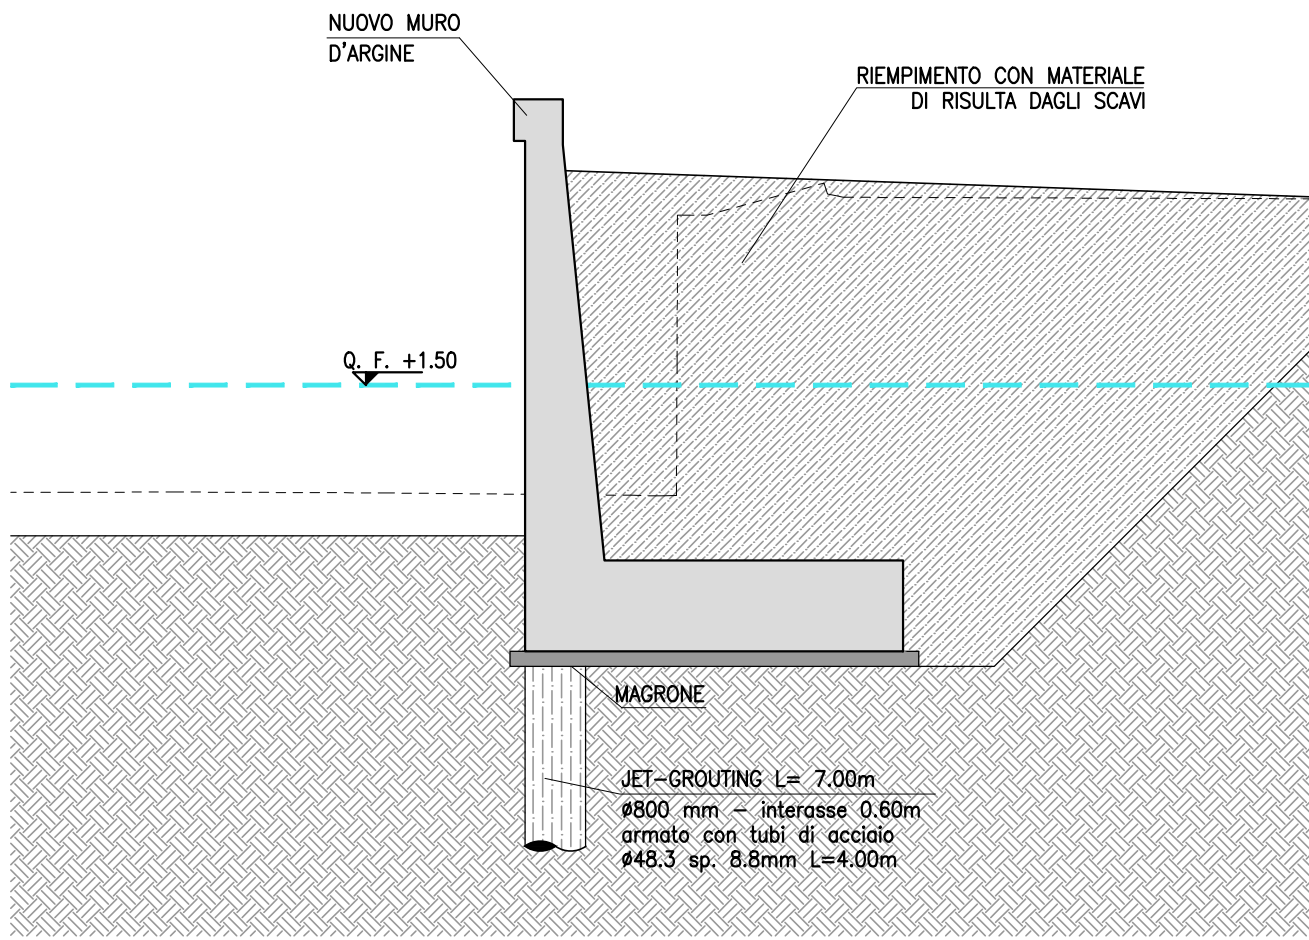 NUOVO MURO
D'ARGINE
RIEMPIMENTO CON MATERIALE
DI RISULTA DAGLI SCAVI
Q. F. +1.50
MAGRONE
JET-GROUTING L= 7.00m
Ø800 mm - interasse 0.60m
armato con tubi di acciaio
Ø48.3 sp. 8.8mm L=4.00m